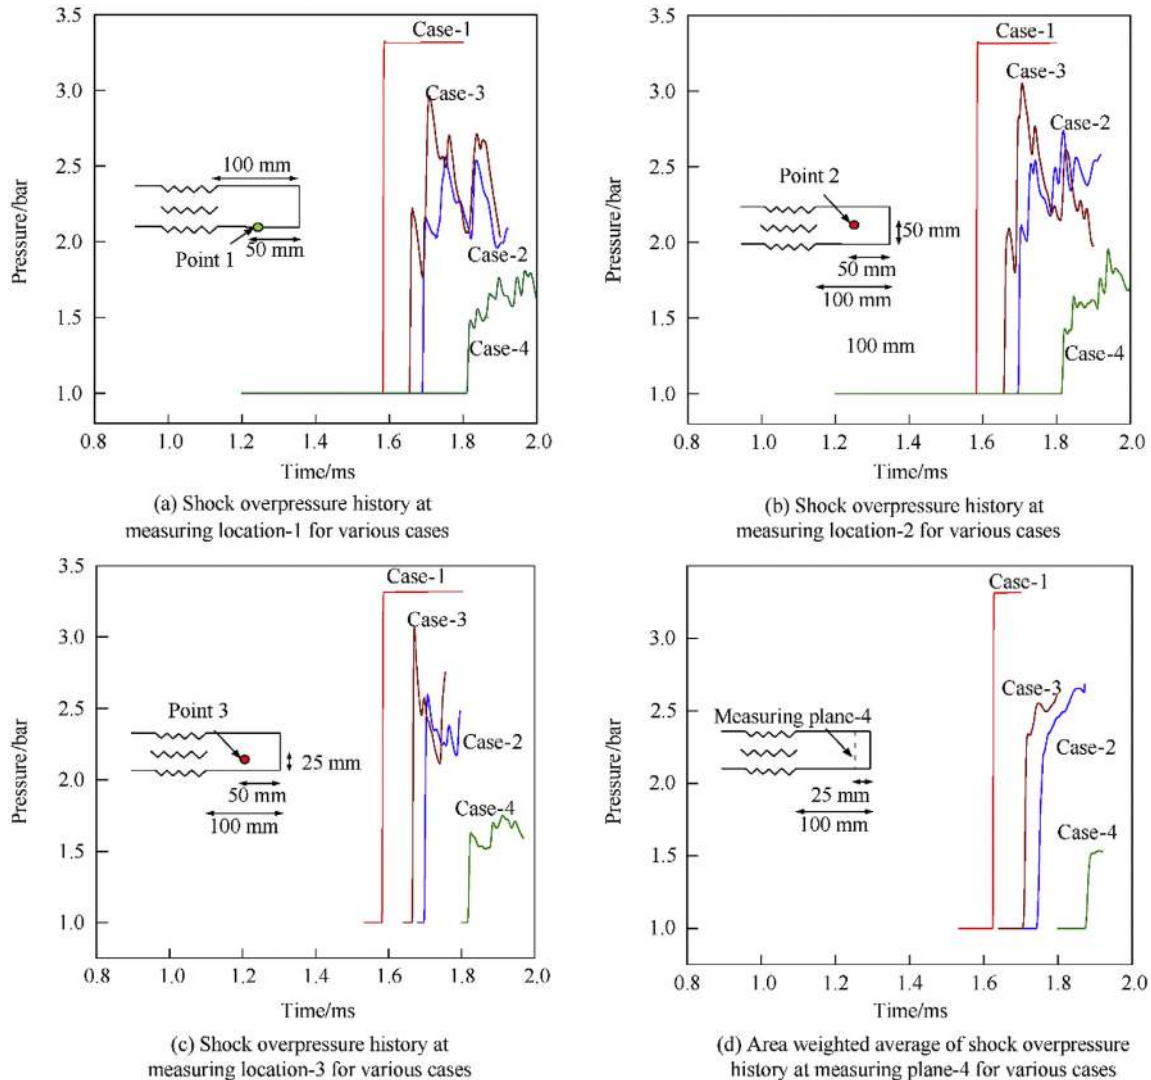 3.5
3.0
2.5
2.0
1.5
1.0
Pressure/bar
Case-1
Case-3
100 mm
Point 1
50 mm
Case-2
Case-4
0.8 1.0 1.2 1.4 1.6 1.8 2.0
Time/ms
(a) Shock overpressure history at
measuring location-1 for various cases
3.5
3.0
2.5
2.0
1.5
1.0
Pressure/bar
Case-1
Case-3
Case-2
Point 2
50 mm
50 mm
100 mm
100 mm
Case-4
0.8 1.0 1.2 1.4 1.6 1.8 2.0
Time/ms
(b) Shock overpressure history at
measuring location-2 for various cases
3.5
3.0
2.5
2.0
1.5
1.0
Pressure/bar
Case-1
Case-3
Point 3
Case-2
25 mm
50 mm
100 mm
Case-4
0.8 1.0 1.2 1.4 1.6 1.8 2.0
Time/ms
(c) Shock overpressure history at
measuring location-3 for various cases
3.0
2.5
2.0
1.5
1.0
Pressure/bar
Case-1
Case-3
Measuring plane-4
Case-2
25 mm
100 mm
Case-4
0.8 1.0 1.2 1.4 1.6 1.8 2.0
Time/ms
(d) Area weighted average of shock overpressure
history at measuring plane-4 for various cases